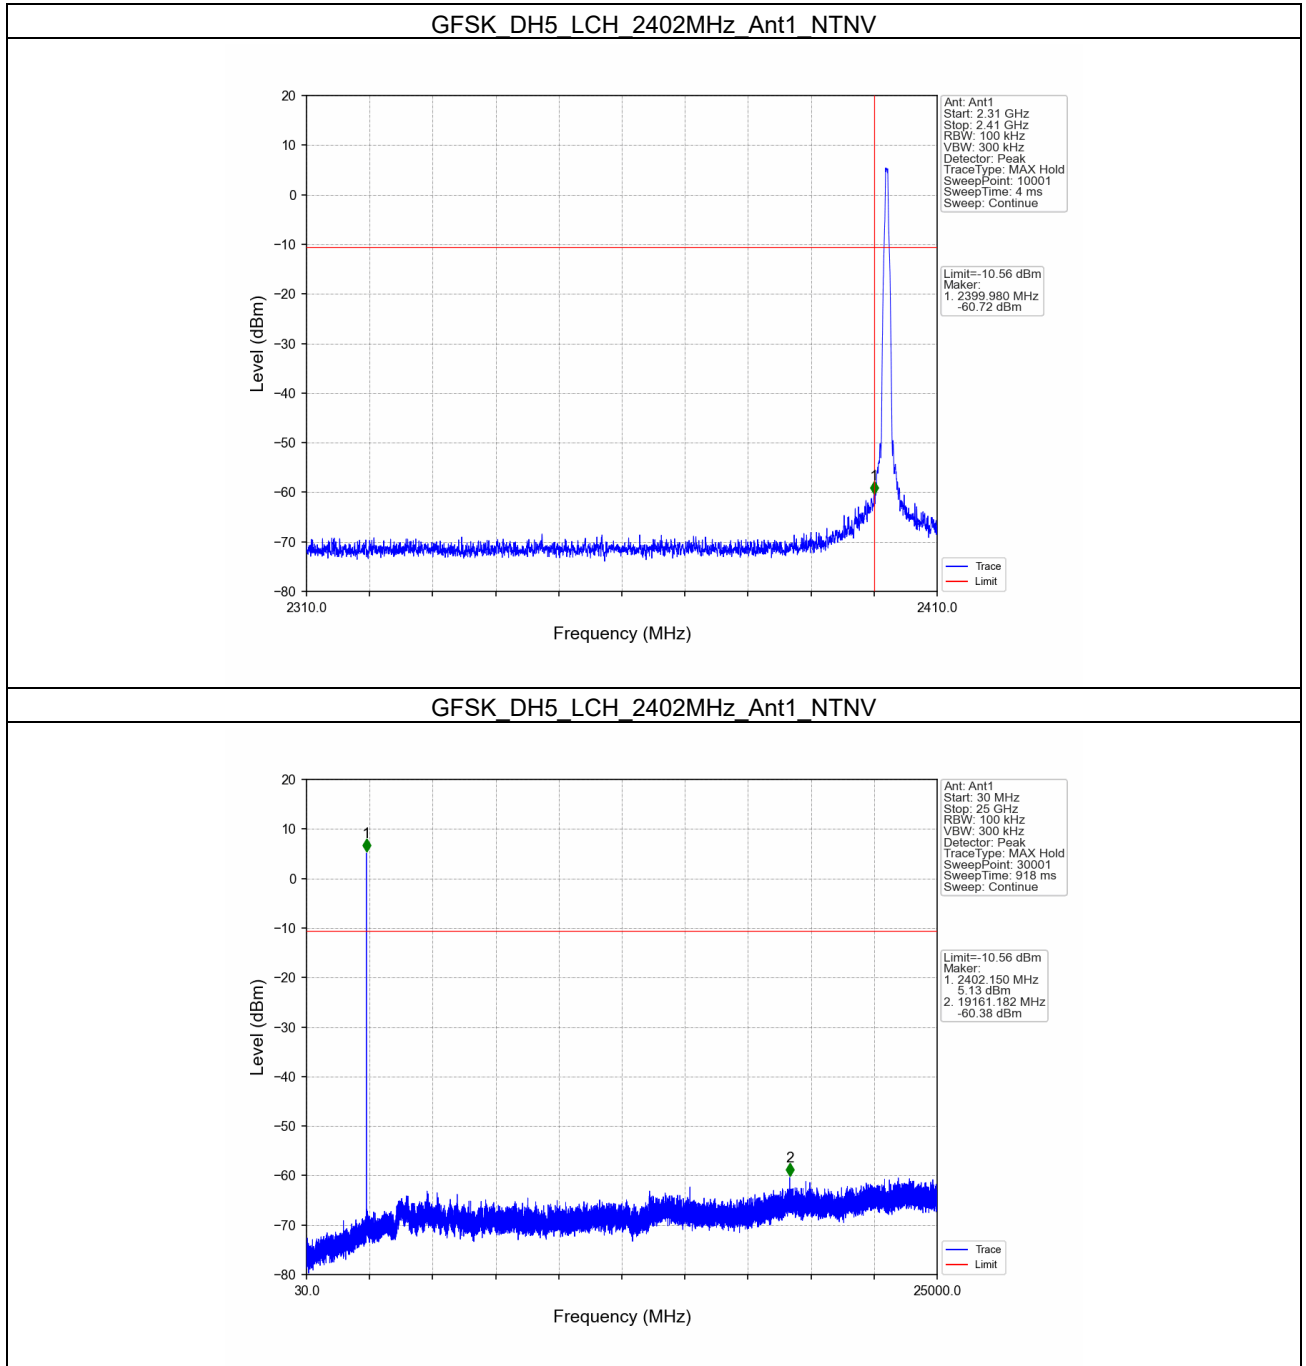 GFSK_DH5_LCH_2402MHz_Ant1_NTNV
20
10
0
−10
−20
−30
−40
−50
−60
−70
−80
Level (dBm)
1
2310.0
2410.0
Frequency (MHz)
Ant: Ant1
Start: 2.31 GHz
Stop: 2.41 GHz
RBW: 100 kHz
VBW: 300 kHz
Detector: Peak
TraceType: MAX Hold
SweepPoint: 10001
SweepTime: 4 ms
Sweep: Continue
Limit=-10.56 dBm
Maker:
1. 2399.980 MHz
-60.72 dBm
Trace
Limit
GFSK_DH5_LCH_2402MHz_Ant1_NTNV
20
10
0
−10
−20
−30
−40
−50
−60
−70
−80
Level (dBm)
1
2
30.0
25000.0
Frequency (MHz)
Ant: Ant1
Start: 30 MHz
Stop: 25 GHz
RBW: 100 kHz
VBW: 300 kHz
Detector: Peak
TraceType: MAX Hold
SweepPoint: 30001
SweepTime: 918 ms
Sweep: Continue
Limit=-10.56 dBm
Maker:
1. 2402.150 MHz
5.13 dBm
2. 19161.182 MHz
-60.38 dBm
Trace
Limit